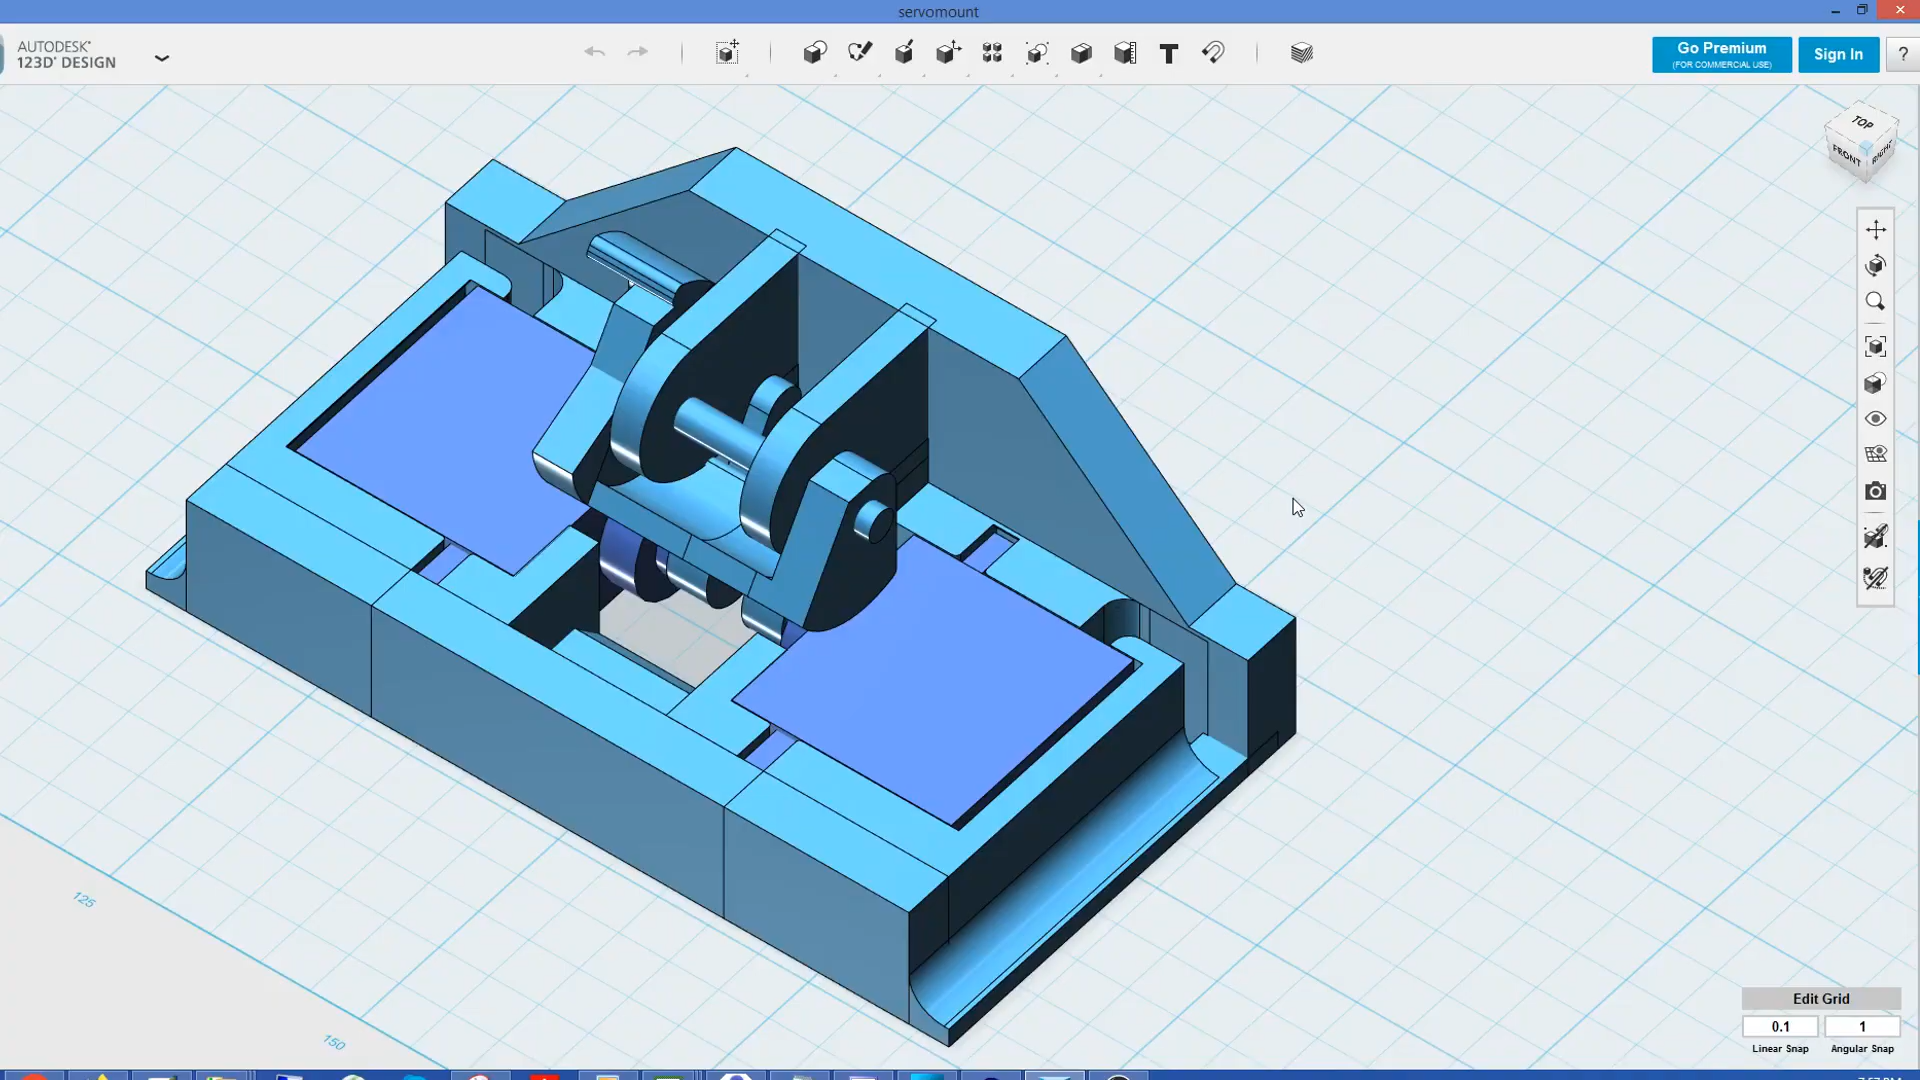 servomount
AUTODESK®
123D® DESIGN
T
Go Premium
(FOR COMMERCIAL USE)
Sign In
?
TOP
FRONT
RIGHT
125
150
Edit Grid
0.1
1
Linear Snap
Angular Snap